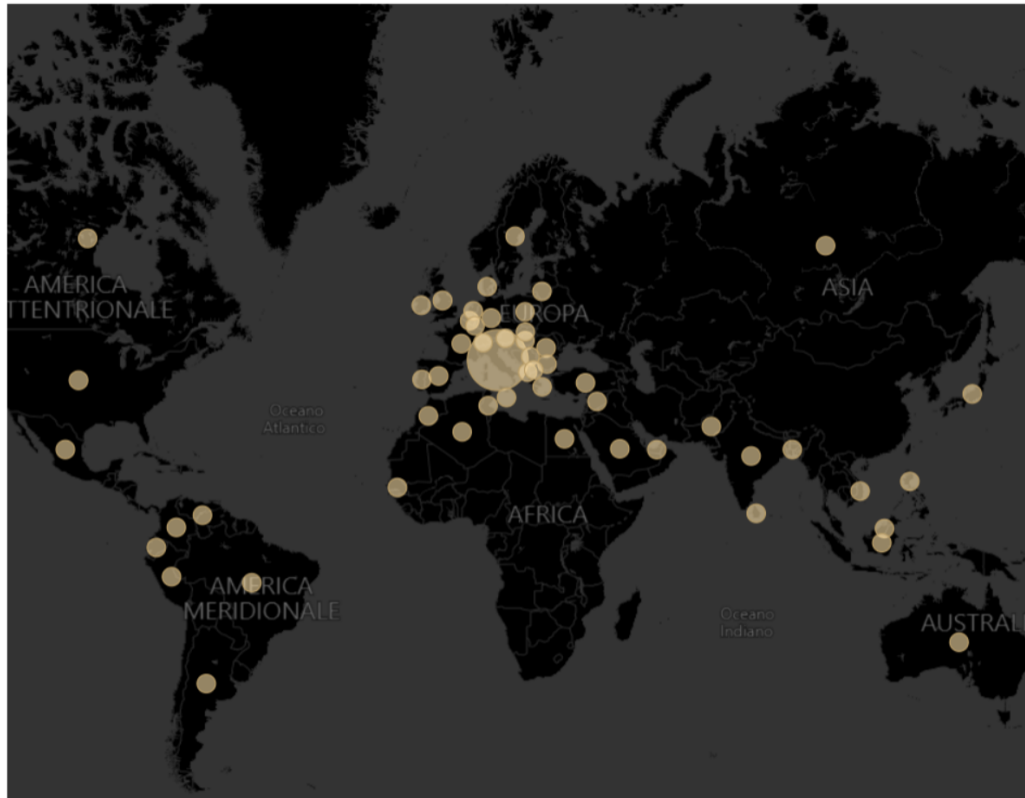 AMERICA
TTENTRIONALE
EUROPA
ASIA
Oceano
Atlantico
AFRICA
AMERICA
MERIDIONALE
Oceano
Indiano
AUSTRAL